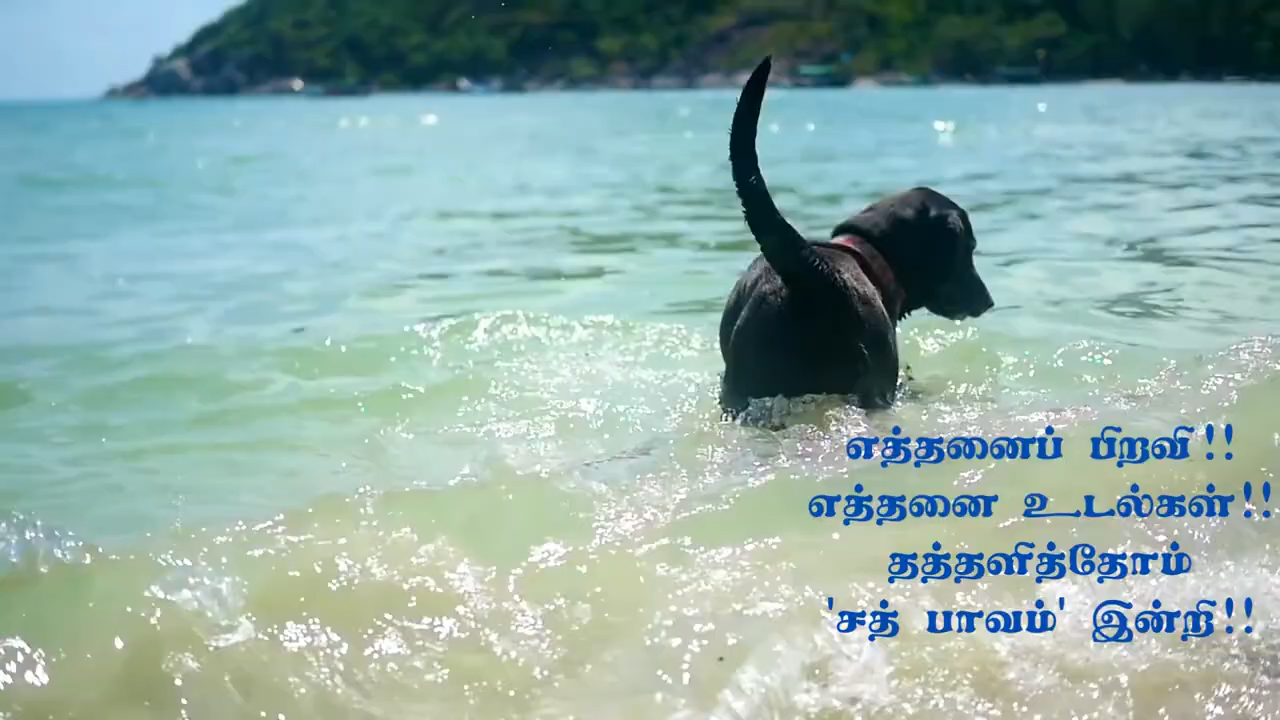 எத்தனைப் பிறவி!!
எத்தனை உடல்கள்!!
தத்தளித்தோம்
'சத் பாவம்' இன்றி!!